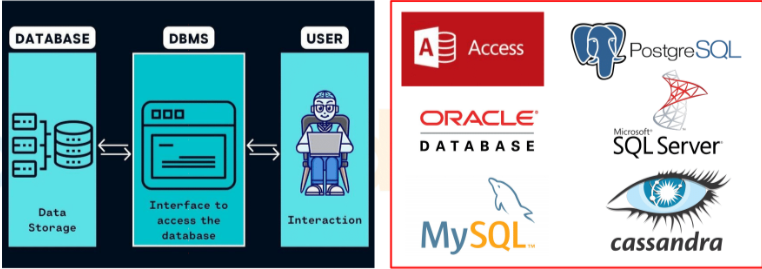 DATABASE
DBMS
USER
Data
Storage
Interface to
access the
database
Interaction
A Access
PostgreSQL
ORACLE®
DATABASE
Microsoft®
SQL Server®
MySQL™
cassandra